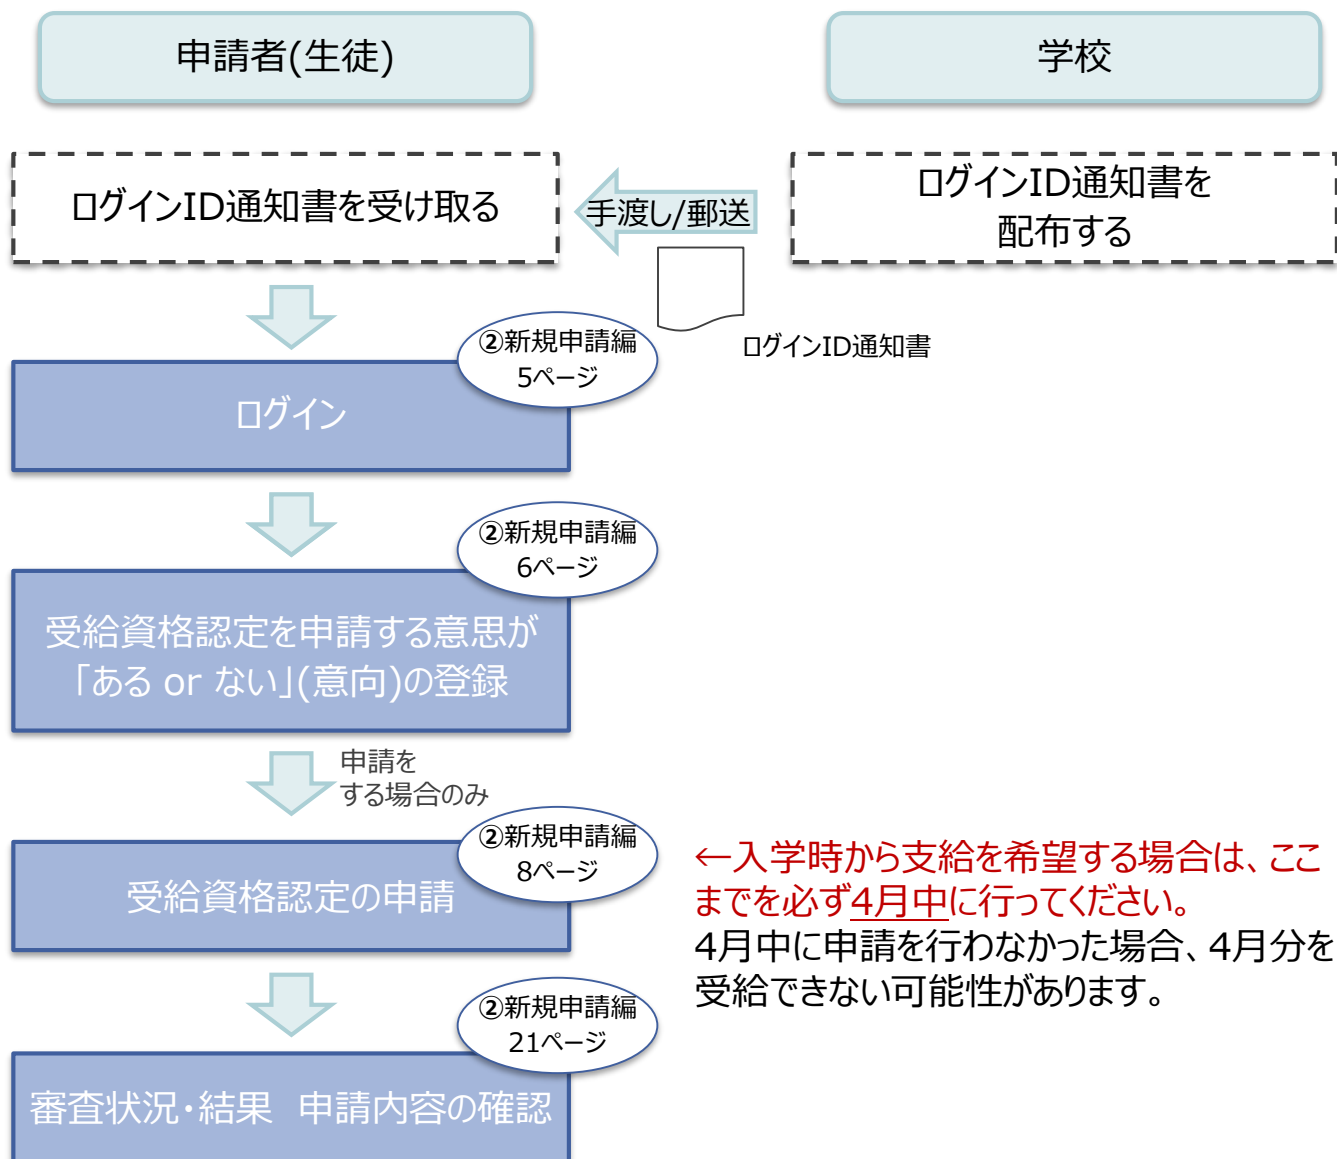 申請者(生徒)
学校
ログインID通知書を受け取る
手渡し/郵送
ログインID通知書を
配布する
ログインID通知書
②新規申請編
5ページ
ログイン
②新規申請編
6ページ
受給資格認定を申請する意思が
「ある or ない」(意向)の登録
申請を
する場合のみ
②新規申請編
8ページ
受給資格認定の申請
←入学時から支給を希望する場合は、ここ
までを必ず4月中に行ってください。
4月中に申請を行わなかった場合、4月分を
受給できない可能性があります。
②新規申請編
21ページ
審査状況・結果　申請内容の確認